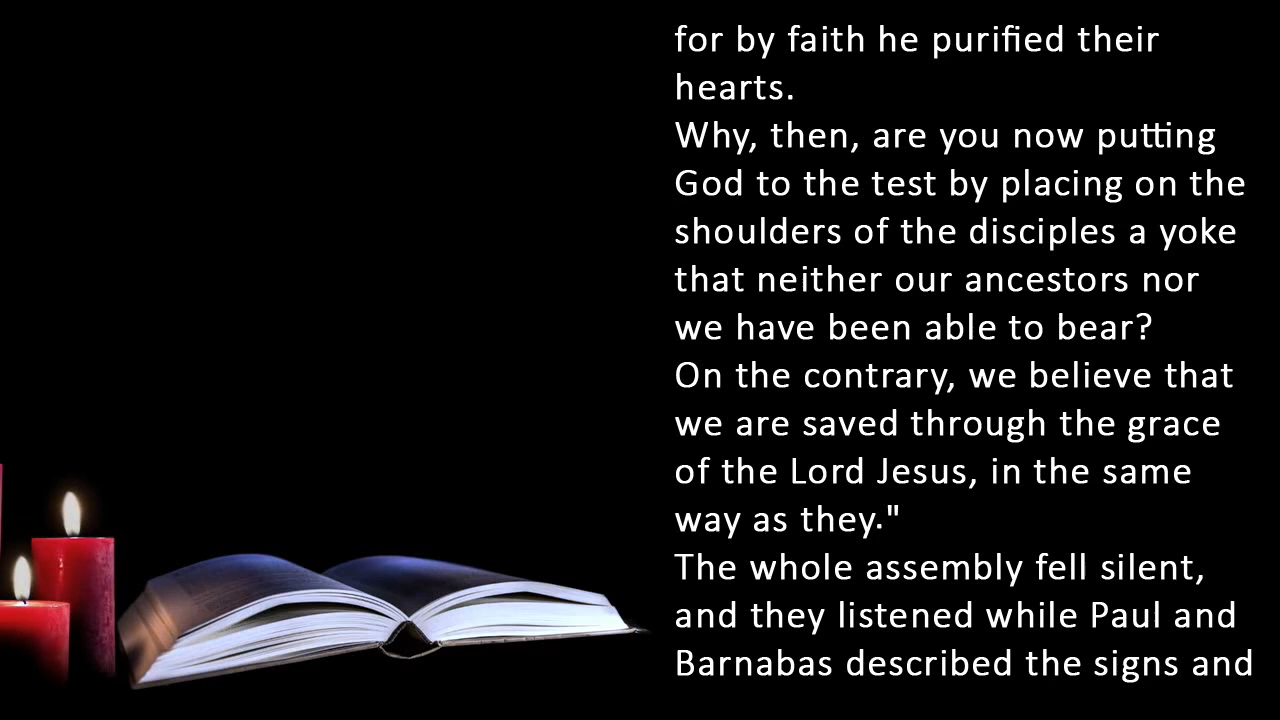 for by faith he purified their
hearts.
Why, then, are you now putting
God to the test by placing on the
shoulders of the disciples a yoke
that neither our ancestors nor
we have been able to bear?
On the contrary, we believe that
we are saved through the grace
of the Lord Jesus, in the same
way as they."
The whole assembly fell silent,
and they listened while Paul and
Barnabas described the signs and